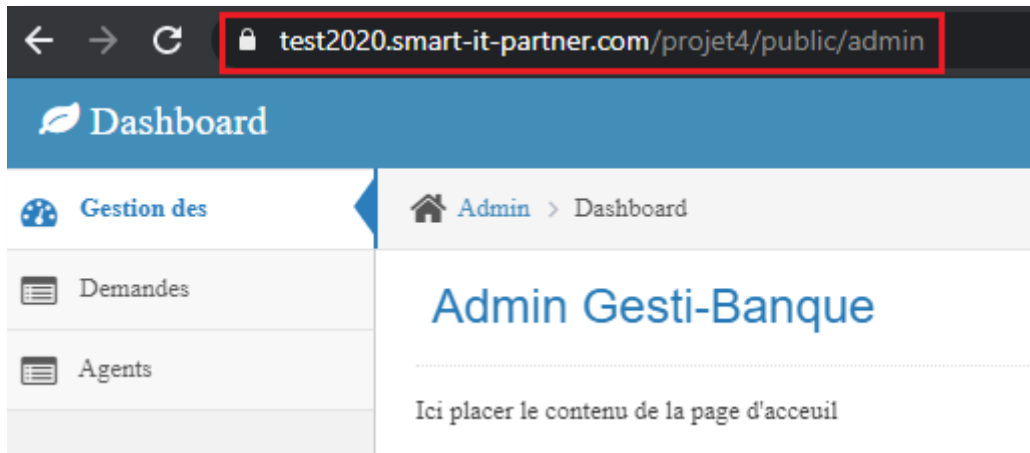 test2020.smart-it-partner.com/projet4/public/admin
Dashboard
Gestion des
Admin > Dashboard
Demandes
Admin Gesti-Banque
Agents
Ici placer le contenu de la page d'acceuil